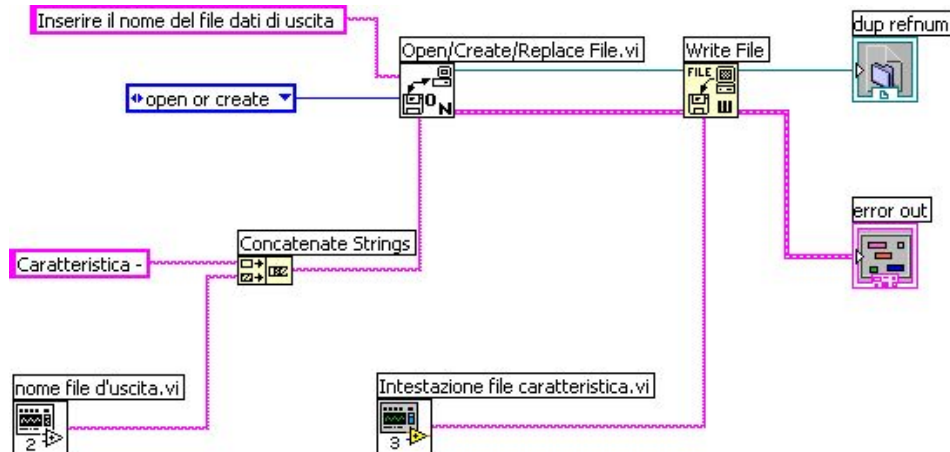 Inserire il nome del file dati di uscita
dup refnum
Open/Create/Replace File.vi
Write File
open or create
FILE
O
N
W
error out
Concatenate Strings
Caratteristica -
nome file d'uscita.vi
Intestazione file caratteristica.vi
2
3